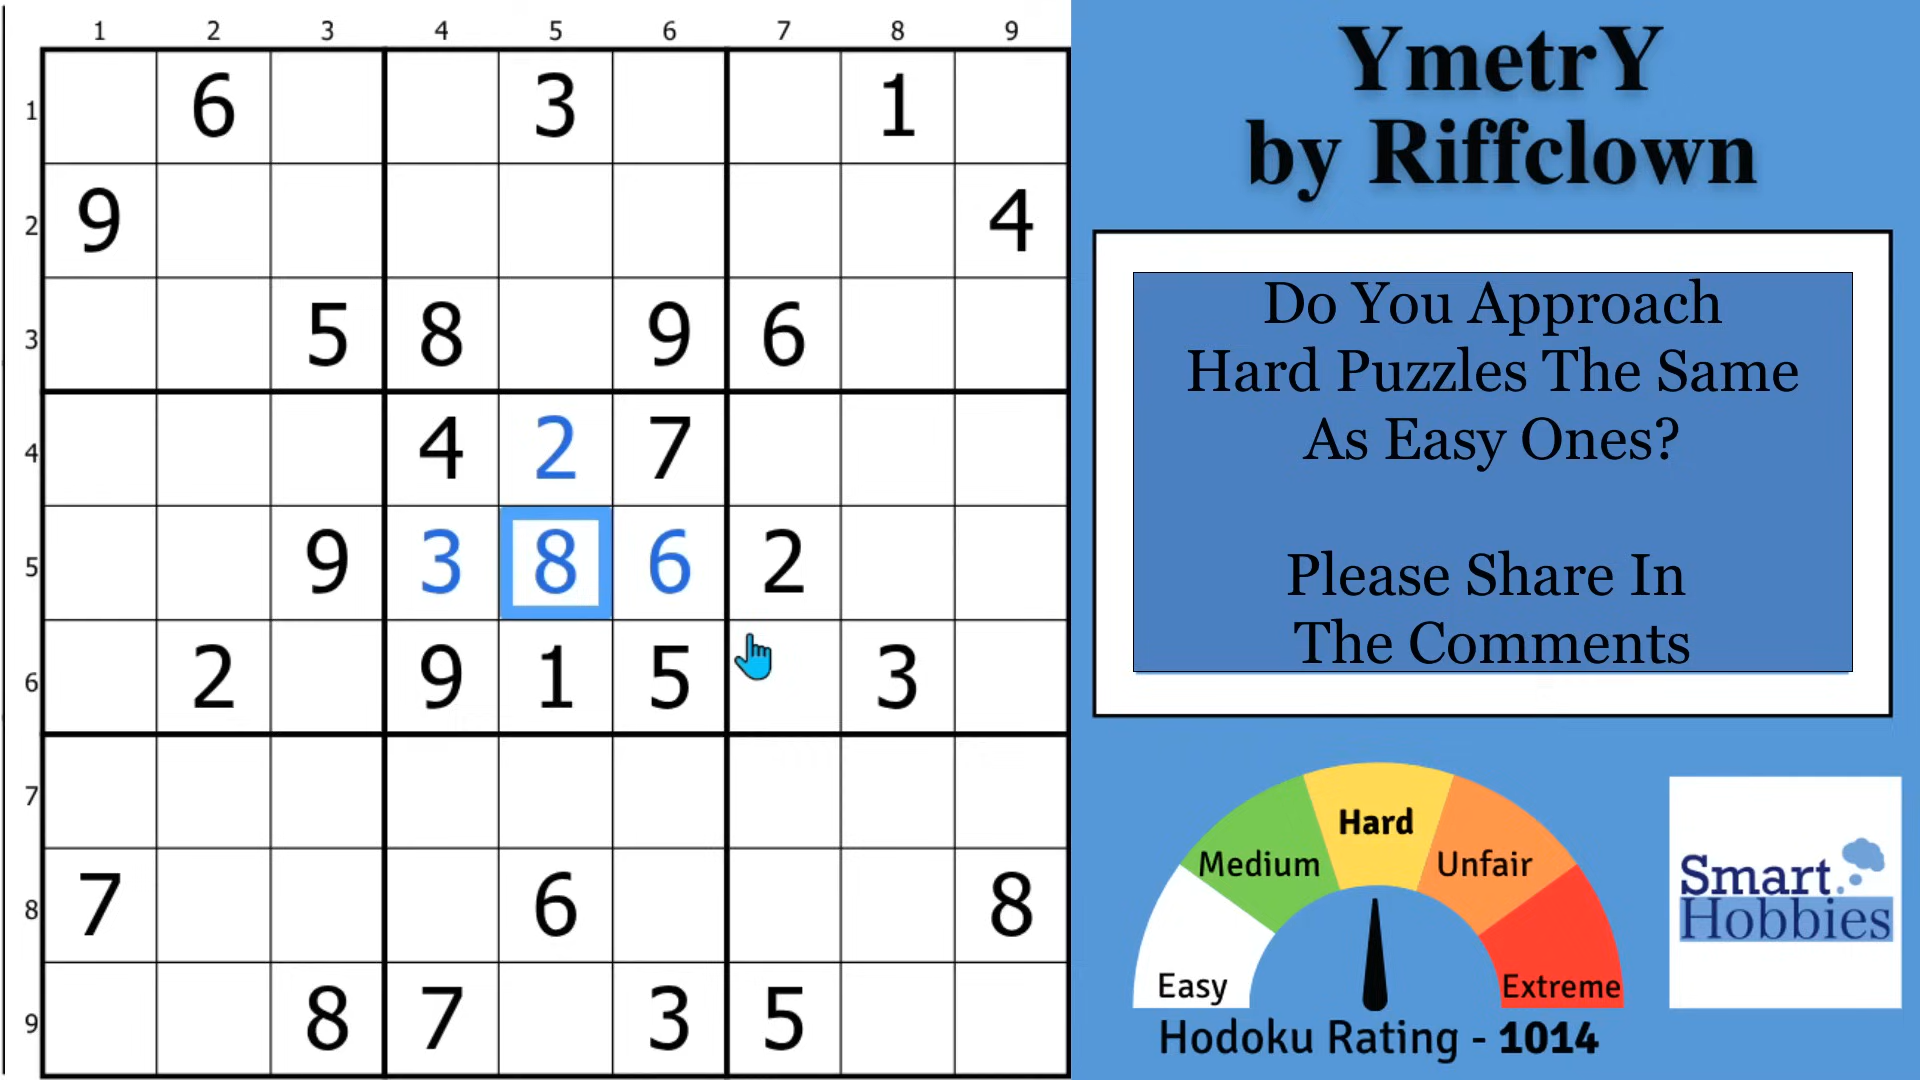 YmetrY
by Riffclown
1 2 3 4 5 6 7 8 9
1 6 3 1
2 9 4
3 5 8 9 6
4 4 2 7
5 9 3 8 6 2
6 2 9 1 5 3
7
8 7 6 8
9 8 7 3 5
Do You Approach
Hard Puzzles The Same
As Easy Ones?
Please Share In
The Comments
Easy
Medium
Hard
Unfair
Extreme
Hodoku Rating - 1014
Smart
Hobbies